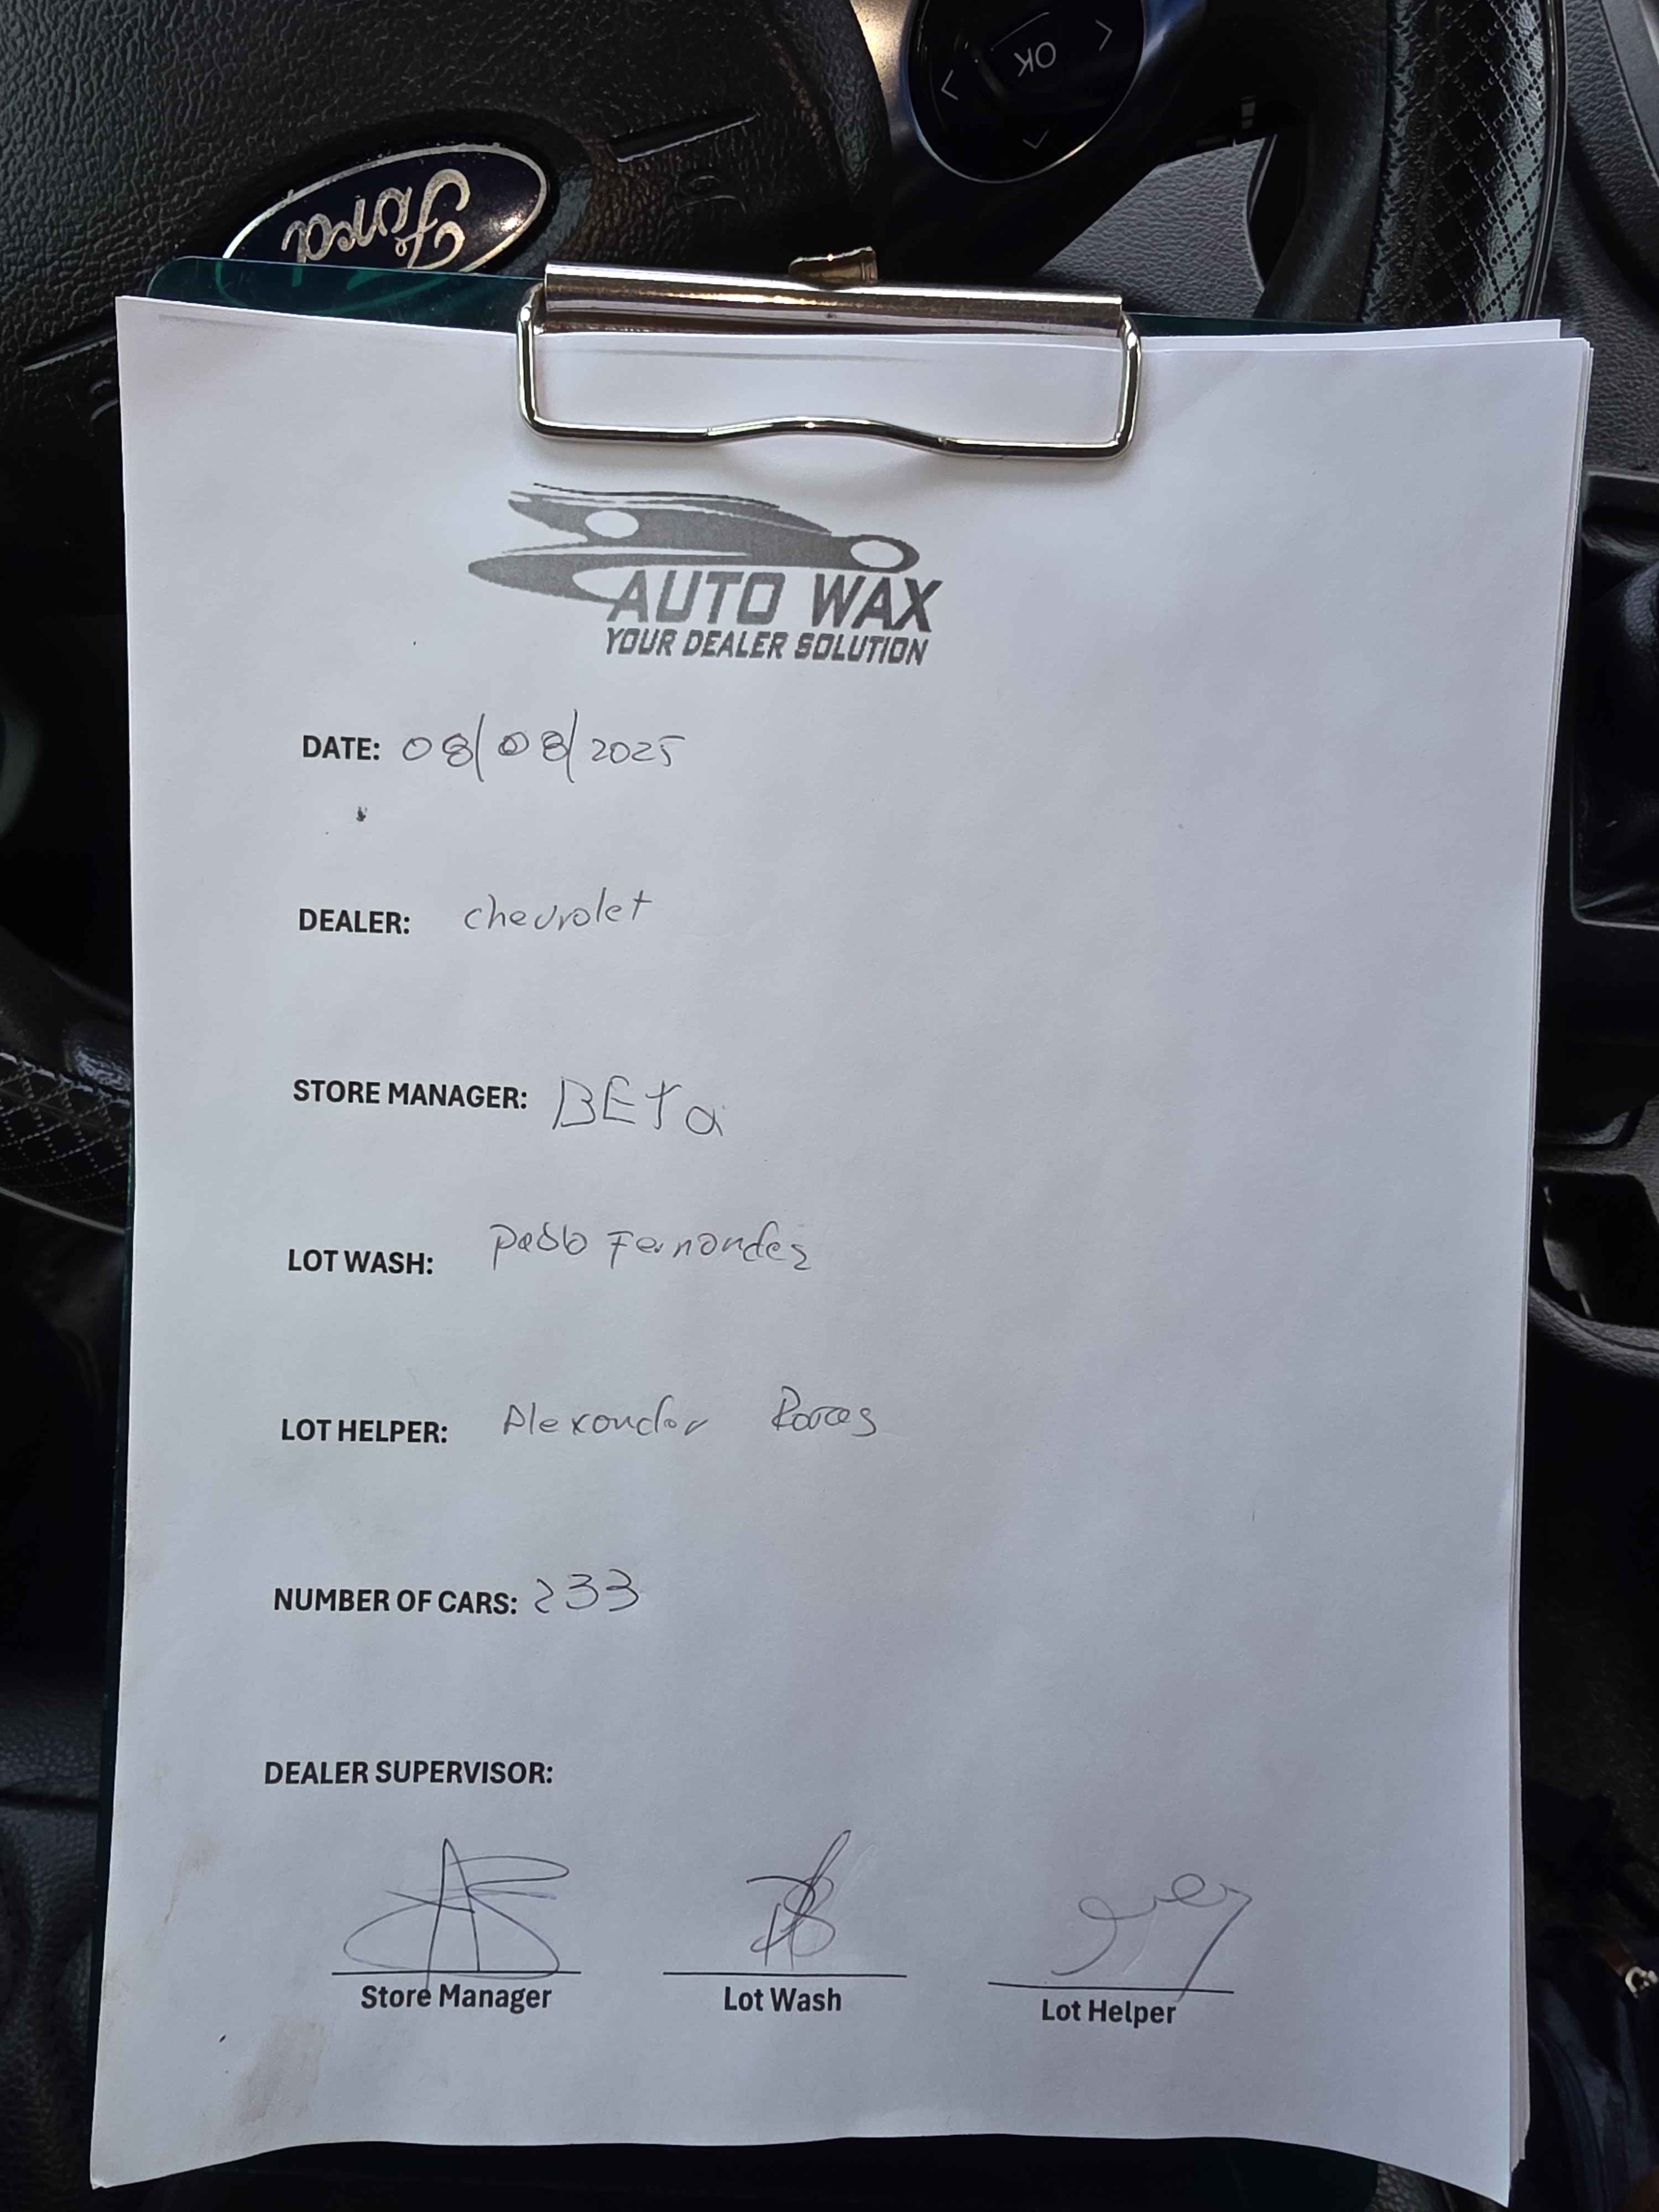 OK
Ford
AUTO WAX
YOUR DEALER SOLUTION
DATE: 08/08/2025
DEALER: chevrolet
STORE MANAGER: BETa
LOT WASH: Pablo Fernandez
LOT HELPER: Alexander
NUMBER OF CARS: 233
DEALER SUPERVISOR:
Store Manager Lot Wash Lot Helper